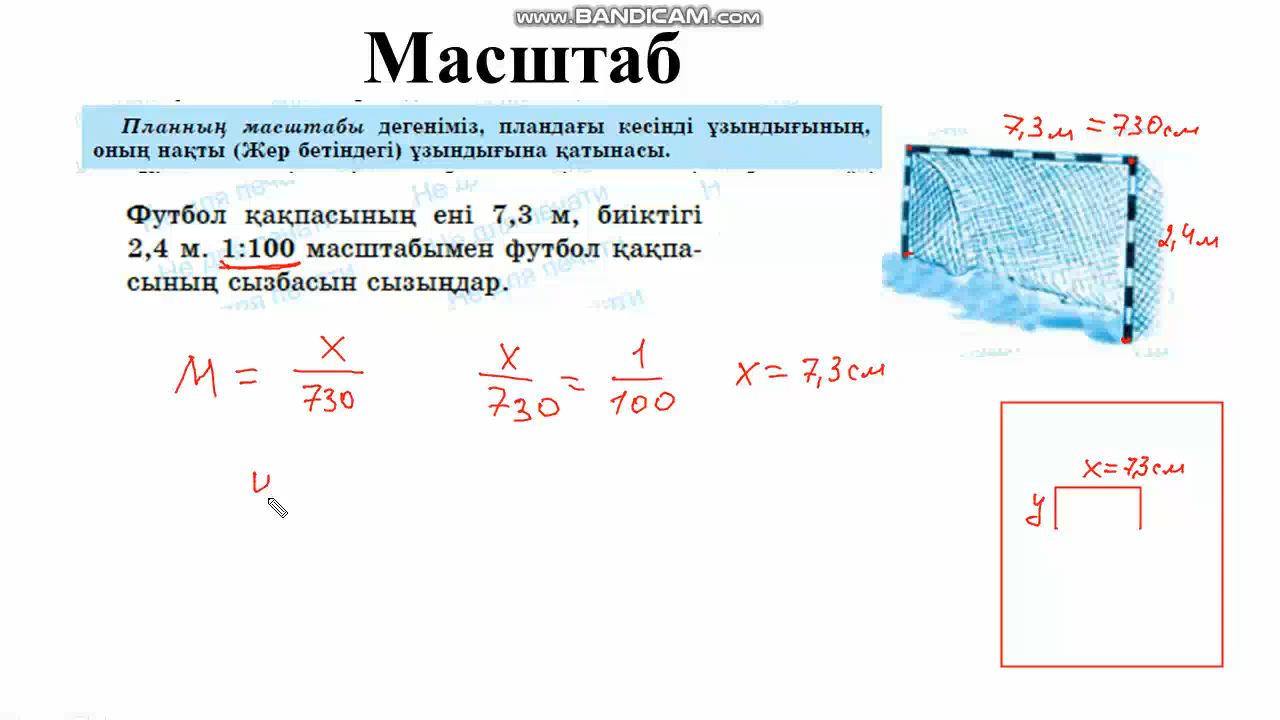 www.BANDICAM.com
Масштаб
Планның масштабы дегеніміз, пландағы кесінді ұзындығының,
оның нақты (Жер бетіндегі) ұзындығына қатынасы.
Футбол қақпасының ені 7,3 м, биіктігі
2,4 м. 1:100 масштабымен футбол қақпа-
сының сызбасын сызыңдар.
7,3м = 730см
2,4м
M = x/730
x/730 = 1/100
x = 7,3см
x = 7,3см
y